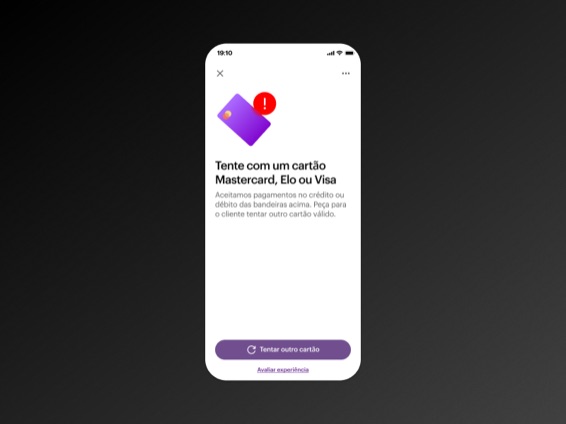 19:10
Tente com um cartão
Mastercard, Elo ou Visa
Aceitamos pagamentos no crédito ou
débito das bandeiras acima. Peça para
o cliente tentar outro cartão válido.
Tentar outro cartão
Avaliar experiência